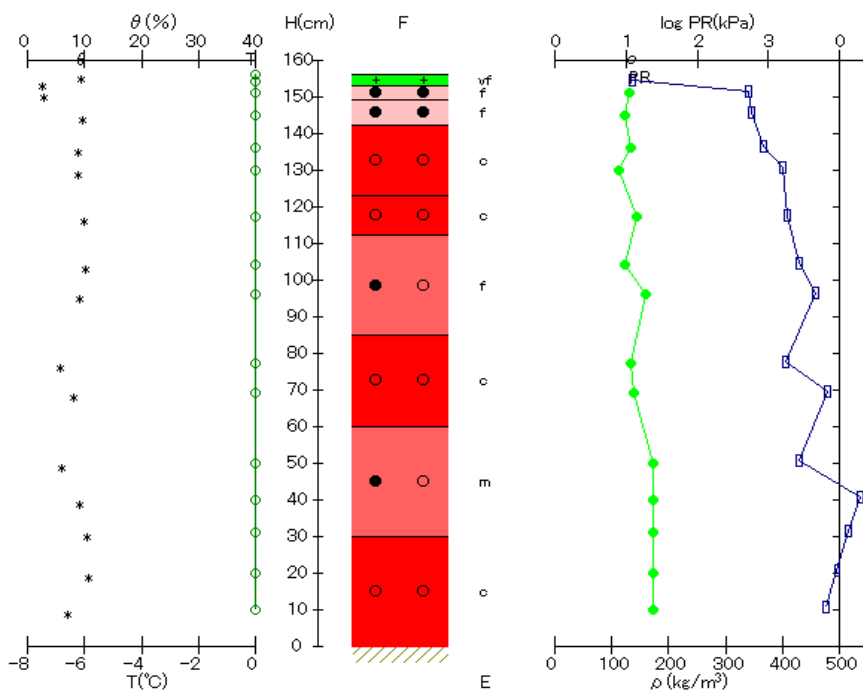 θ (%) H(cm) F log PR(kPa)
0 10 20 30 40 160 0 1 2 3 0
θ T PR
150
140
130
120
110
100
90
80
70
60
50
40
30
20
10
0
vf
f
f
c
c
f
c
m
c
-8 -6 -4 -2 0 0 100 200 300 400 500
T(℃) E ρ (kg/m³)